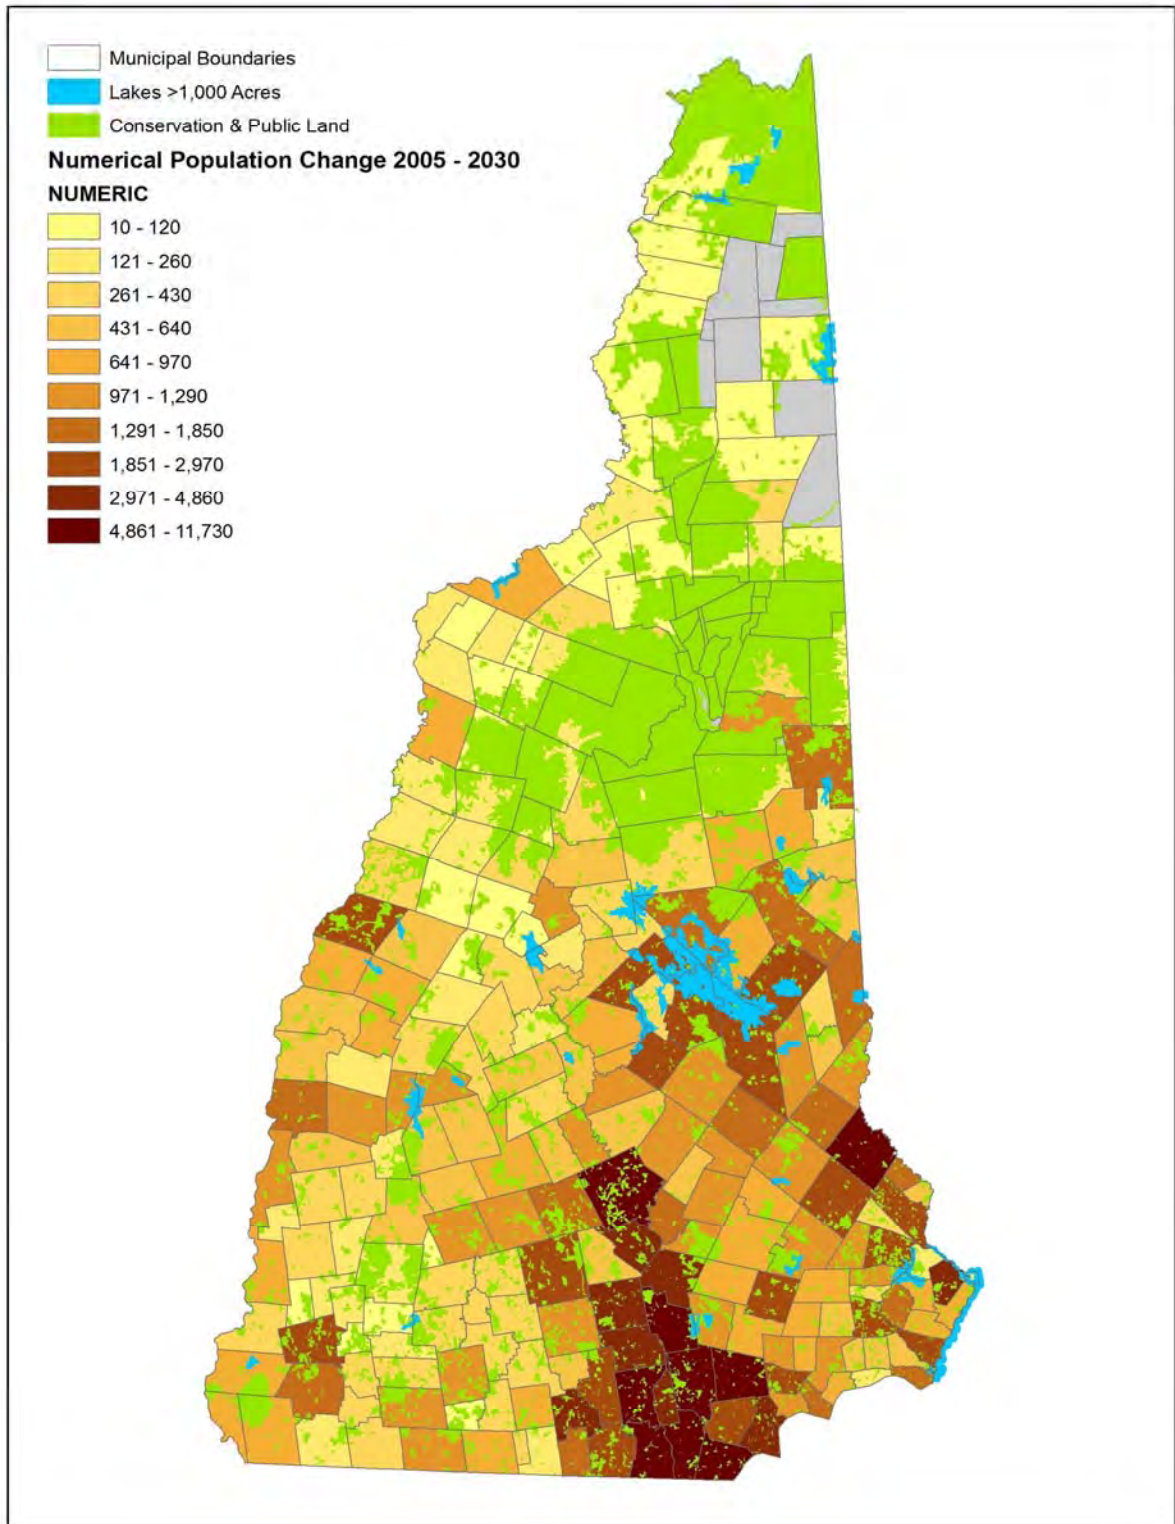 Municipal Boundaries
Lakes >1,000 Acres
Conservation & Public Land
Numerical Population Change 2005 - 2030
NUMERIC
10 - 120
121 - 260
261 - 430
431 - 640
641 - 970
971 - 1,290
1,291 - 1,850
1,851 - 2,970
2,971 - 4,860
4,861 - 11,730